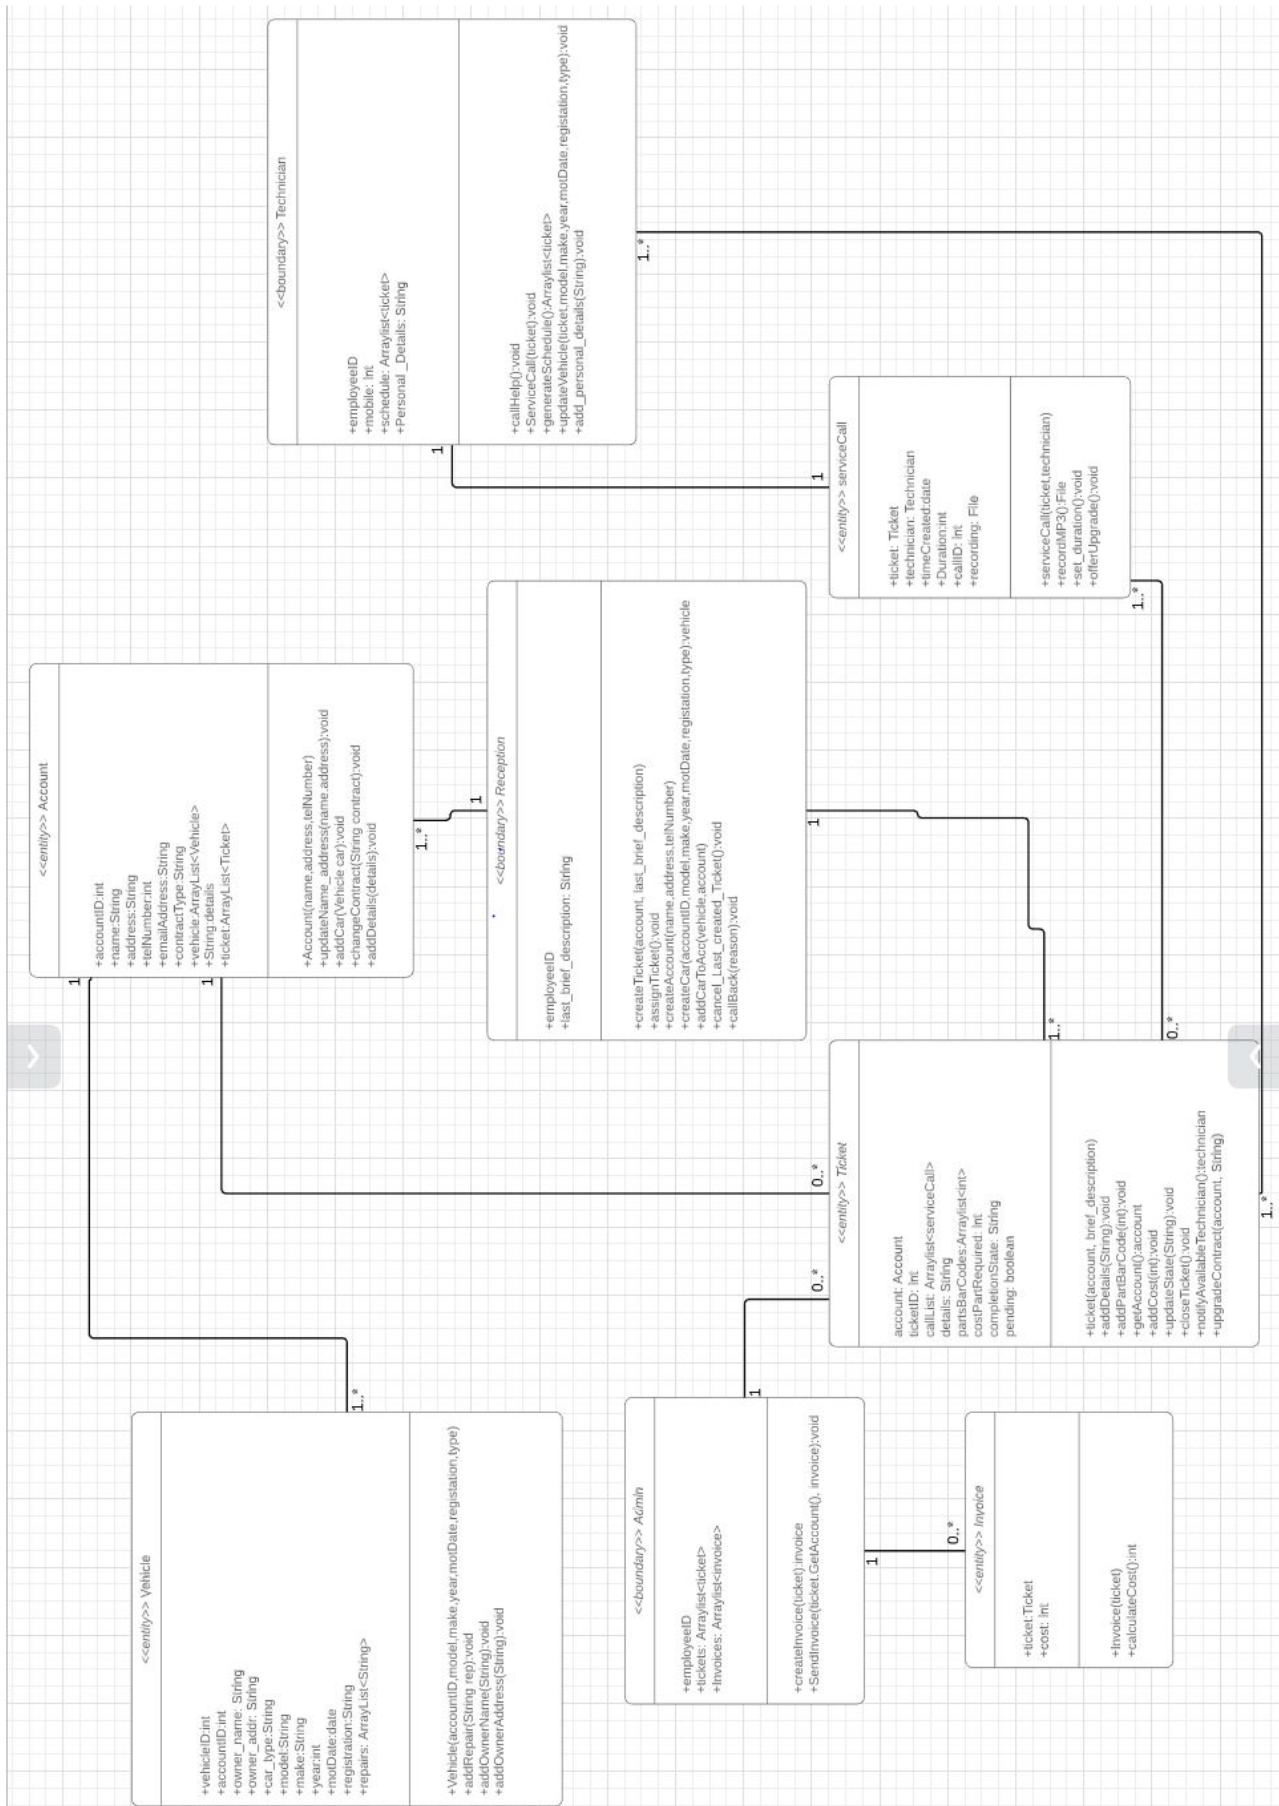 <<entity>> Vehicle
+vehicleID:int
+accountID:int
+owner_name: String
+owner_addr: String
+car_type:String
+model:String
+make:String
+year:int
+motDate:date
+registration:String
+repairs: ArrayList<String>
+Vehicle(accountID,model,make,year,motDate,registation,type)
+addRepair(String rep):void
+addOwnerName(String):void
+addOwnerAddress(String):void
1..*
1
<<entity>> Account
+accountID:int
+name:String
+address:String
+telNumber:int
+emailAddress:String
+contractType:String
+vehicle:ArrayList<Vehicle>
+String:details
+ticket:ArrayList<Ticket>
+Account(name,address,telNumber)
+updateName_address(name.address):void
+addCar(Vehicle car):void
+changeContract(String contract):void
+addDetails(details):void
1
1..*
1
<<boundary>> Reception
+employeeID
+last_brief_description: String
+createTicket(account, last_brief_description)
+assignTicket():void
+createAccount(name,address,telNumber)
+createCar(accountID,model,make,year,motDate,registration,type):vehicle
+addCarToAcc(vehicle,account)
+cancel_Last_created_Ticket():void
+callBack(reason):void
1
<<boundary>> Technician
+employeeID
+mobile: Int
+schedule: Arraylist<ticket>
+Personal _Details: String
+callHelp():void
+ServiceCall(ticket):void
+generateSchedule():Arraylist<ticket>
+updateVehicle(ticket,model,make,year,motDate,registation,type):void
+add_personal_details(String):void
1
1..*
<<boundary>> Admin
+employeeID
+tickets: Arraylist<ticket>
+Invoices: Arraylist<invoice>
+createInvoice(ticket):invoice
+SendInvoice(ticket.GetAccount(), invoice):void
1
1
0..*
<<entity>> Invoice
+ticket:Ticket
+cost: Int
+Invoice(ticket)
+calculateCost():int
0..*
0..*
<<entity>> Ticket
account: Account
ticketID: Int
callList: Arraylist<serviceCall>
details: String
partsBarCodes:Arraylist<int>
costPartRequired: Int
completionState: String
pending: boolean
+ticket(account, brief_description)
+addDetails(String):void
+addPartBarCode(int):void
+getAccount():account
+addCost(int):void
+updateState(String):void
+closeTicket():void
+notifyAvailableTechnician():technician
+upgradeContract(account, String)
1..*
0..*
1..*
1
<<entity>> serviceCall
+ticket: Ticket
+technician: Technician
+timeCreated:date
+Duration:int
+callID: Int
+recording: File
+serviceCall(ticket,technician)
+recordMP3():File
+set_duration():void
+offerUpgrade():void
1..*